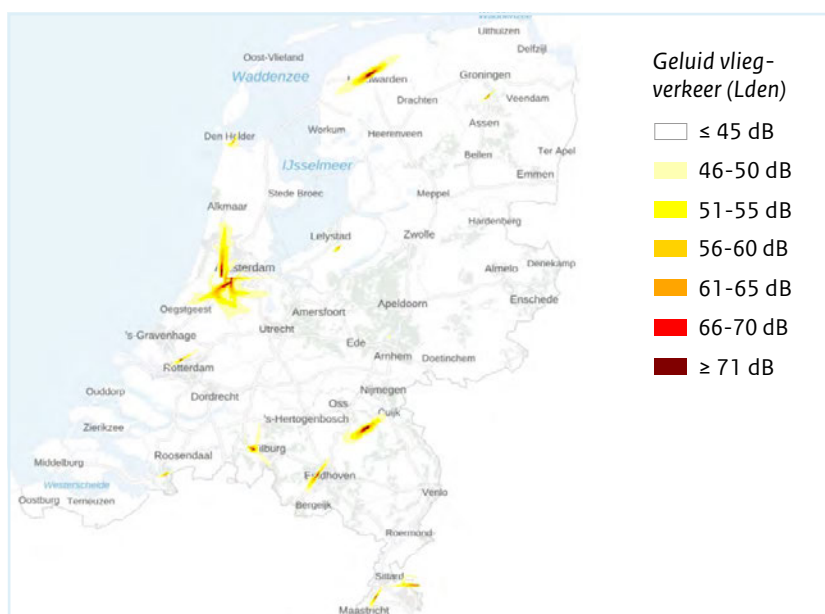 Waddenzee
Uithuizen
Delfzijl
Oost-Vlieland
Waddenzee
Groningen
Drachten
Veendam
Den Helder
Workum
Heerenveen
Assen
Beilen
Ter Apel
IJsselmeer
Emmen
Stede Broec
Meppel
Alkmaar
Hardenberg
Lelystad
Zwolle
Almelo
Denekamp
Oegstgeest
Amersfoort
Apeldoorn
Enschede
's-Gravenhage
Utrecht
Ede
Arnhem
Doetinchem
Rotterdam
Ouddorp
Dordrecht
Nijmegen
Oss
Zierikzee
's-Hertogenbosch
Cuijk
Middelburg
Roosendaal
Westerschelde
Oostburg
Terneuzen
Bergeijk
Venlo
Roermond
Sittard
Maastricht
Geluid vlieg-
verkeer (Lden)
≤ 45 dB
46-50 dB
51-55 dB
56-60 dB
61-65 dB
66-70 dB
≥ 71 dB